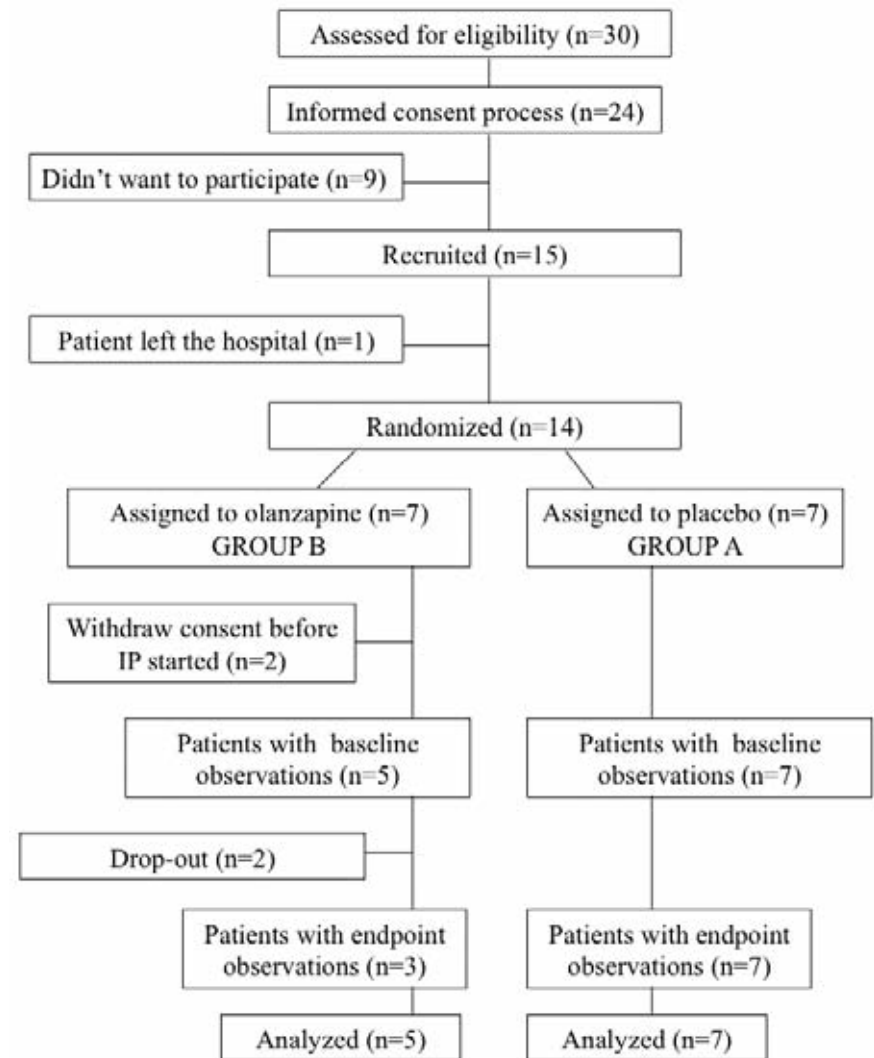 Assessed for eligibility (n=30)
Informed consent process (n=24)
Didn't want to participate (n=9)
Recruited (n=15)
Patient left the hospital (n=1)
Randomized (n=14)
Assigned to olanzapine (n=7)
GROUP B
Assigned to placebo (n=7)
GROUP A
Withdraw consent before
IP started (n=2)
Patients with baseline
observations (n=5)
Patients with baseline
observations (n=7)
Drop-out (n=2)
Patients with endpoint
observations (n=3)
Patients with endpoint
observations (n=7)
Analyzed (n=5)
Analyzed (n=7)